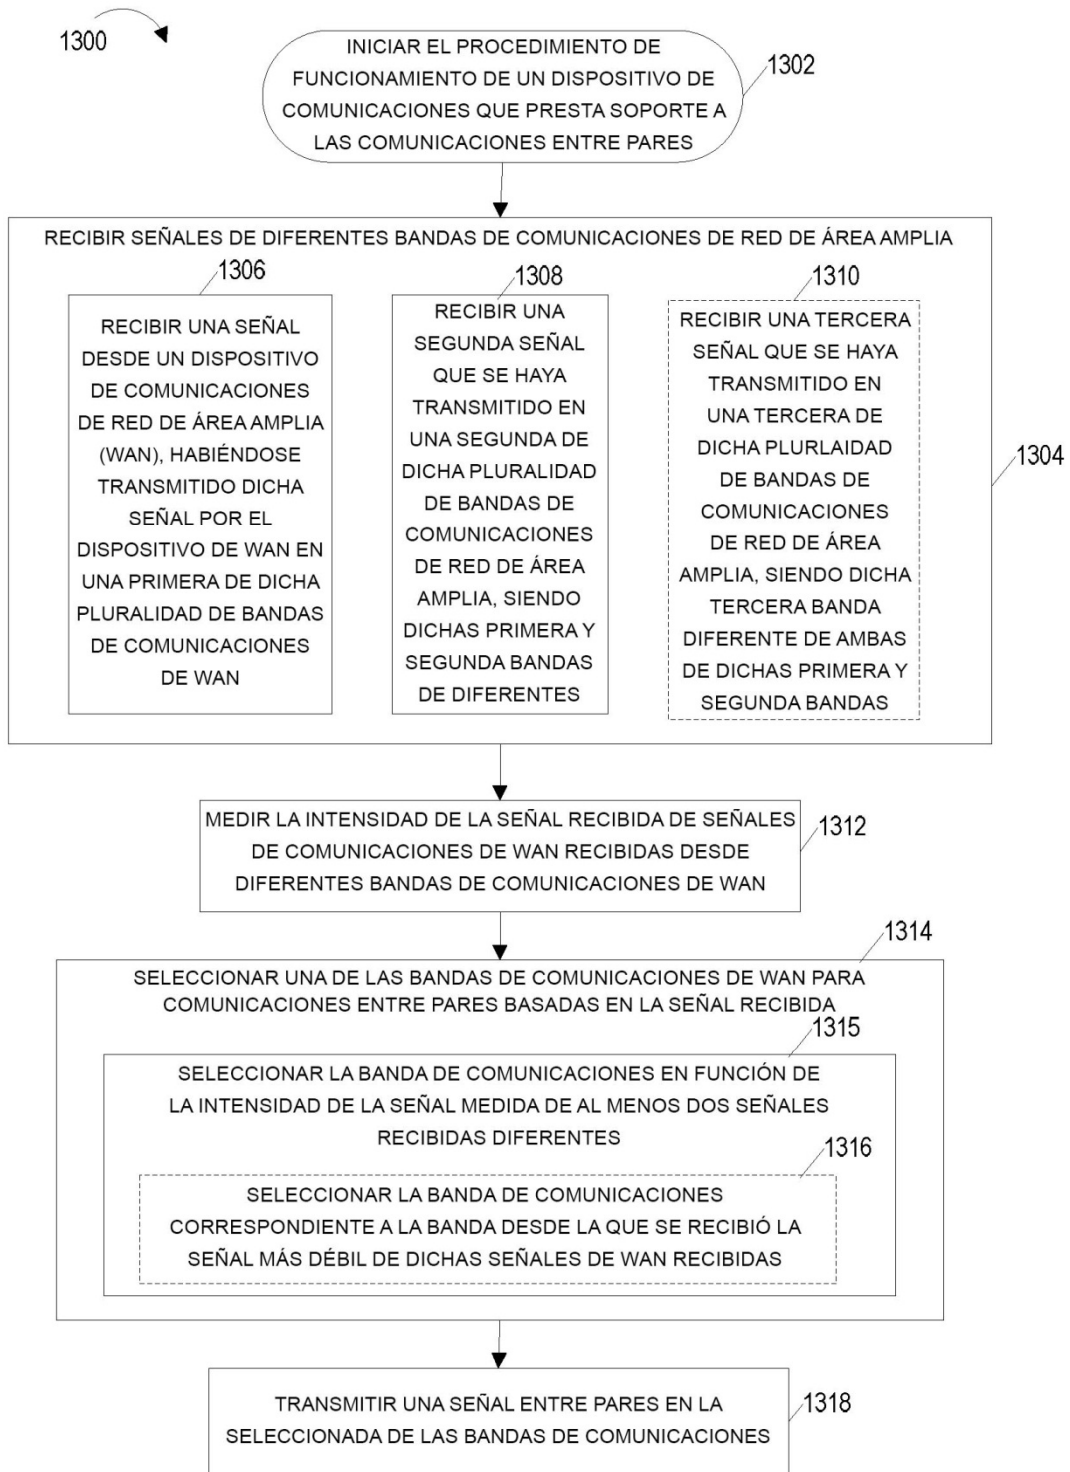 1300
INICIAR EL PROCEDIMIENTO DE
FUNCIONAMIENTO DE UN DISPOSITIVO DE
COMUNICACIONES QUE PRESTA SOPORTE A
LAS COMUNICACIONES ENTRE PARES
1302
RECIBIR SEÑALES DE DIFERENTES BANDAS DE COMUNICACIONES DE RED DE ÁREA AMPLIA
1304
1306
RECIBIR UNA SEÑAL
DESDE UN DISPOSITIVO
DE COMUNICACIONES
DE RED DE ÁREA AMPLIA
(WAN), HABIÉNDOSE
TRANSMITIDO DICHA
SEÑAL POR EL
DISPOSITIVO DE WAN EN
UNA PRIMERA DE DICHA
PLURALIDAD DE BANDAS
DE COMUNICACIONES
DE WAN
1308
RECIBIR UNA
SEGUNDA SEÑAL
QUE SE HAYA
TRANSMITIDO EN
UNA SEGUNDA DE
DICHA PLURALIDAD
DE BANDAS DE
COMUNICACIONES
DE RED DE ÁREA
AMPLIA, SIENDO
DICHAS PRIMERA Y
SEGUNDA BANDAS
DE DIFERENTES
1310
RECIBIR UNA TERCERA
SEÑAL QUE SE HAYA
TRANSMITIDO EN
UNA TERCERA DE
DICHA PLURLAIDAD
DE BANDAS DE
COMUNICACIONES
DE RED DE ÁREA
AMPLIA, SIENDO DICHA
TERCERA BANDA
DIFERENTE DE AMBAS
DE DICHAS PRIMERA Y
SEGUNDA BANDAS
MEDIR LA INTENSIDAD DE LA SEÑAL RECIBIDA DE SEÑALES
DE COMUNICACIONES DE WAN RECIBIDAS DESDE
DIFERENTES BANDAS DE COMUNICACIONES DE WAN
1312
1314
SELECCIONAR UNA DE LAS BANDAS DE COMUNICACIONES DE WAN PARA
COMUNICACIONES ENTRE PARES BASADAS EN LA SEÑAL RECIBIDA
1315
SELECCIONAR LA BANDA DE COMUNICACIONES EN FUNCIÓN DE
LA INTENSIDAD DE LA SEÑAL MEDIDA DE AL MENOS DOS SEÑALES
RECIBIDAS DIFERENTES
1316
SELECCIONAR LA BANDA DE COMUNICACIONES
CORRESPONDIENTE A LA BANDA DESDE LA QUE SE RECIBIÓ LA
SEÑAL MÁS DÉBIL DE DICHAS SEÑALES DE WAN RECIBIDAS
TRANSMITIR UNA SEÑAL ENTRE PARES EN LA
SELECCIONADA DE LAS BANDAS DE COMUNICACIONES
1318